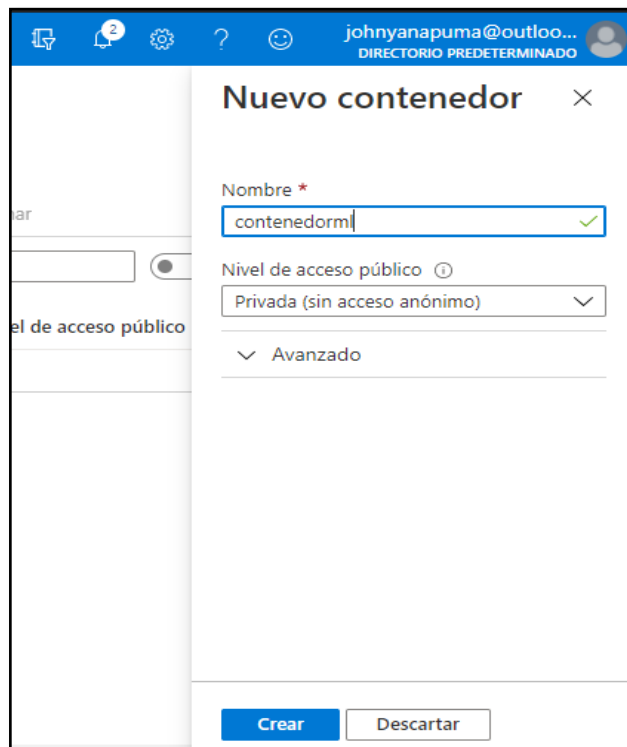 2
johnyanapuma@outloo...
DIRECTORIO PREDETERMINADO
Nuevo contenedor
Nombre *
nar
contenedorml
Nivel de acceso público
Privada (sin acceso anónimo)
el de acceso público
Avanzado
Crear
Descartar